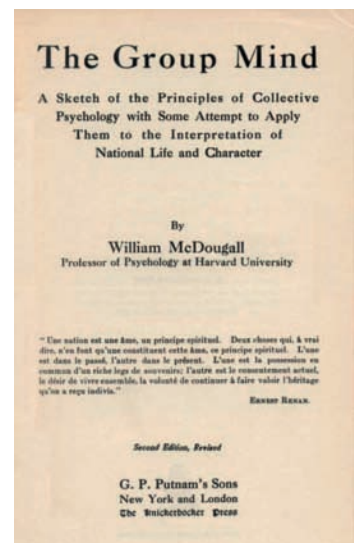 The Group Mind
A Sketch of the Principles of Collective
Psychology with Some Attempt to Apply
Them to the Interpretation of
National Life and Character
By
William McDougall
Professor of Psychology at Harvard University
"Une nation est une âme, un principe spirituel. Deux choses qui, à vrai
dire, n'en font qu'une constituent cette âme, ce principe spirituel. L'une
est dans le passé, l'autre dans le présent. L'une est la possession en
commun d'un riche legs de souvenirs; l'autre est le consentement actuel,
le désir de vivre ensemble, la volonté de continuer à faire valoir l'héritage
qu'on a reçu indivis."
ERNEST RENAN.
Second Edition, Revised
G. P. Putnam's Sons
New York and London
The Knickerbocker Press